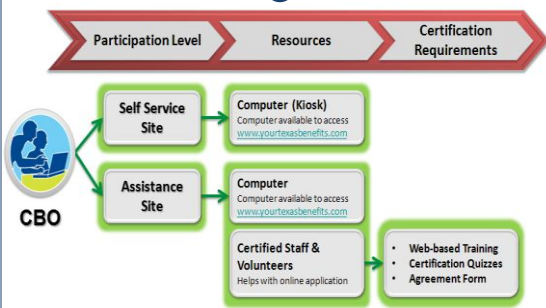 Participation Level
Resources
Certification
Requirements
Self Service
Site
Computer (Kiosk)
Computer available to access
www.yourtexasbenefits.com
CBO
Assistance
Site
Computer
Computer available to access
www.yourtexasbenefits.com
Certified Staff &
Volunteers
Helps with online application
• Web-based Training
• Certification Quizzes
• Agreement Form